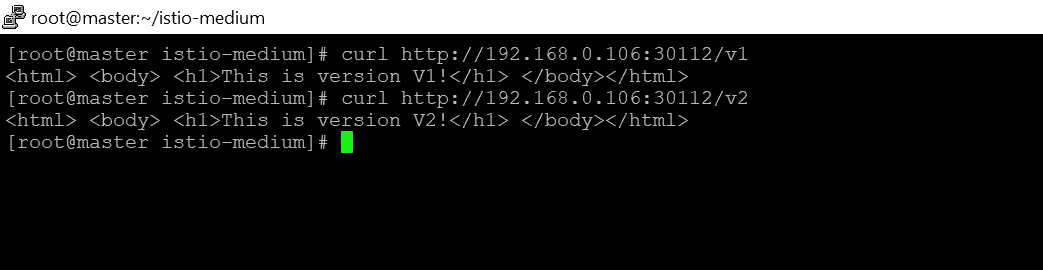 root@master:~/istio-medium
[root@master istio-medium]# curl http://192.168.0.106:30112/v1
<html> <body> <h1>This is version V1!</h1> </body></html>
[root@master istio-medium]# curl http://192.168.0.106:30112/v2
<html> <body> <h1>This is version V2!</h1> </body></html>
[root@master istio-medium]#